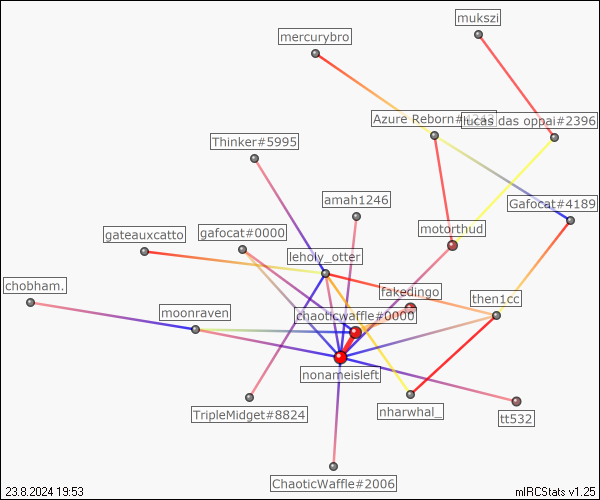 mukszi
mercurybro
Azure Reborn#
lucas das oppai#2396
Thinker#5995
amah1246
Gafocat#4189
gafocat#0000
motorthud
gateauxcatto
leholy_otter
chobham.
fakedingo
then1cc
moonraven
chaoticwaffle#0000
nonameisleft
TripleMidget#8824
nharwhal_
tt532
ChaoticWaffle#2006
23.8.2024 19:53
mIRCStats v1.25